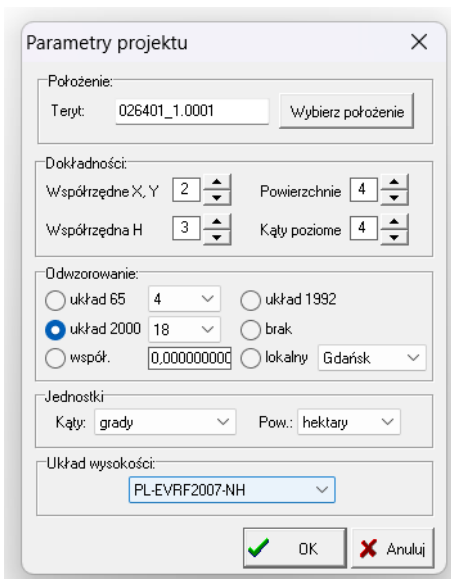 Parametry projektu
Położenie:
Teryt: 026401_1.0001 Wybierz położenie
Dokładności:
Współrzędne X, Y 2 Powierzchnie 4
Współrzędna H 3 Kąty poziome 4
Odwzorowanie:
układ 65 4 układ 1992
układ 2000 18 brak
współ. 0,000000000 lokalny Gdańsk
Jednostki
Kąty: grady Pow.: hektary
Układ wysokości:
PL-EVRF2007-NH
OK Anuluj